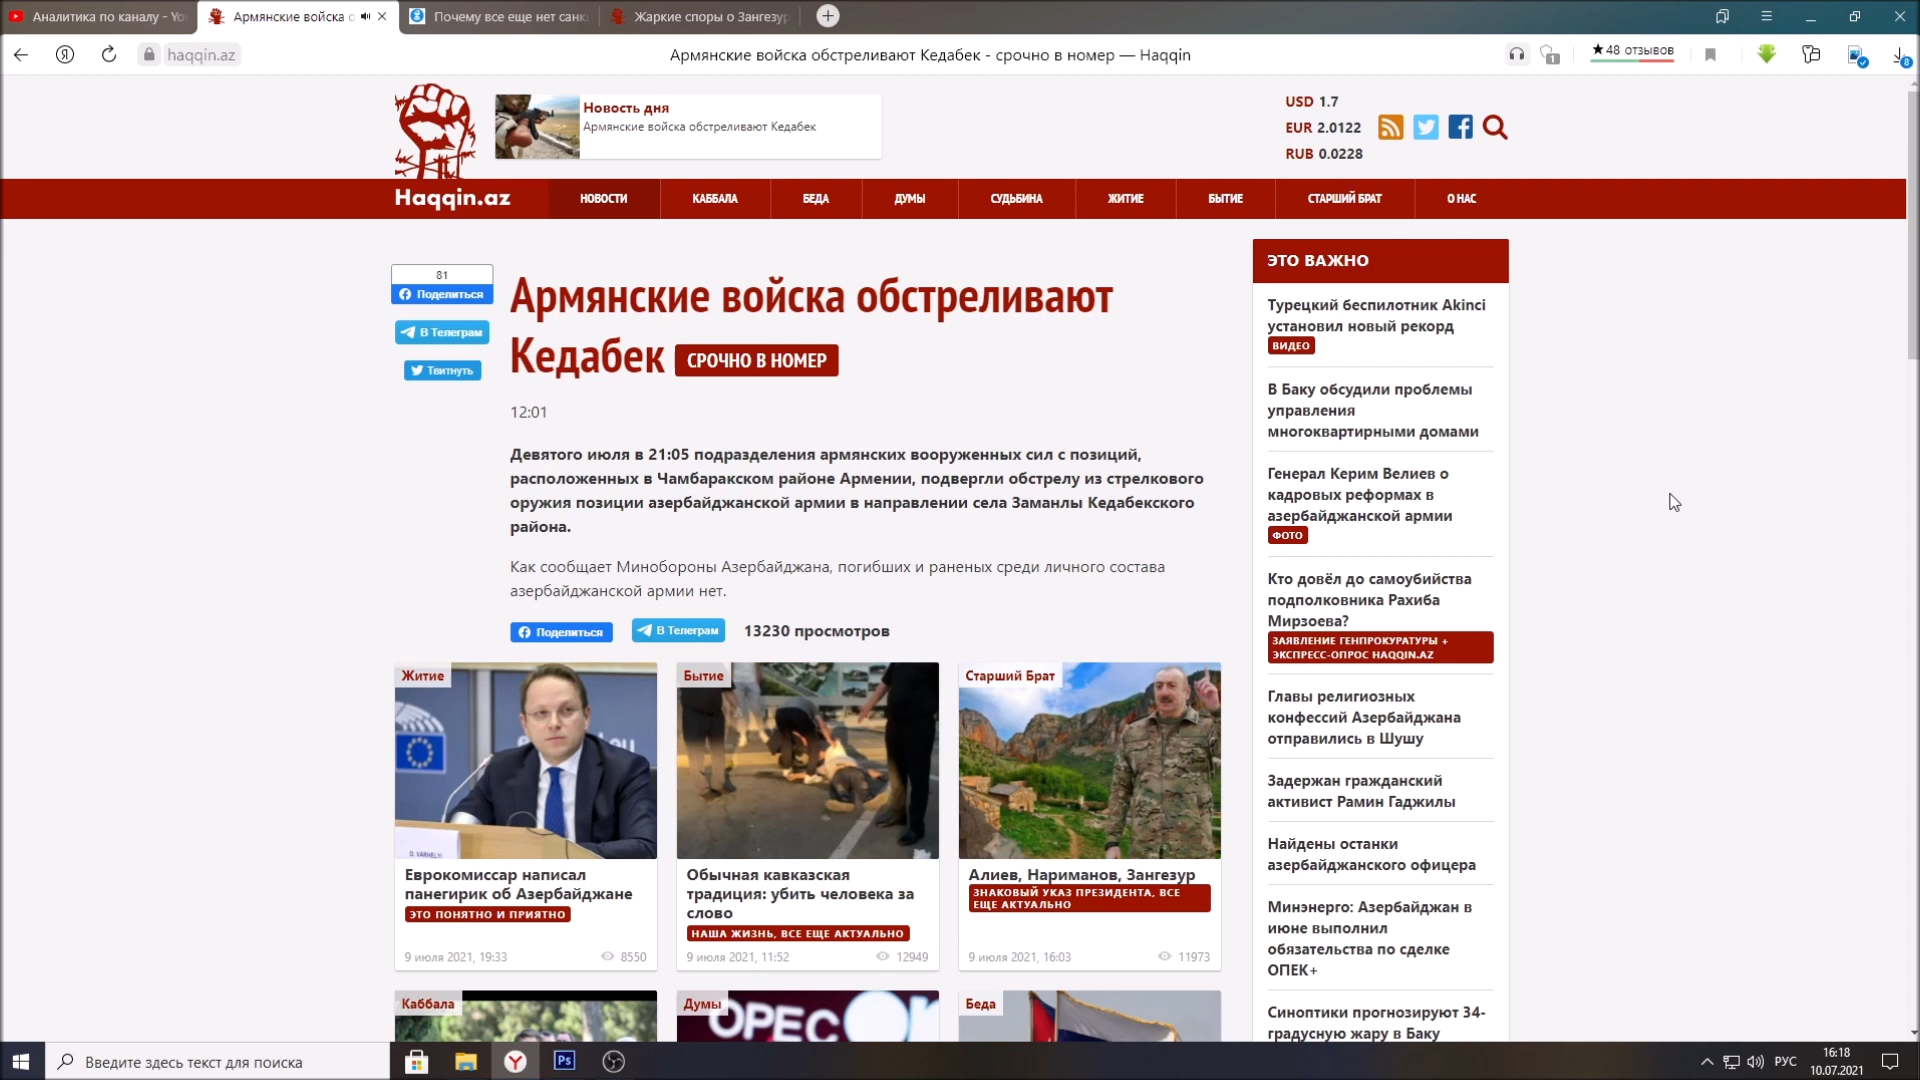 Аналитика по каналу - Yo
Армянские войска о
Почему все еще нет санк
Жаркие споры о Зангезур
haqqin.az
Армянские войска обстреливают Кедабек - срочно в номер — Haqqin
★48 отзывов
1
8
Новость дня
Армянские войска обстреливают Кедабек
USD 1.7
EUR 2.0122
RUB 0.0228
Haqqin.az
НОВОСТИ
КАББАЛА
БЕДА
ДУМЫ
СУДЬБИНА
ЖИТИЕ
БЫТИЕ
СТАРШИЙ БРАТ
О НАС
81
Поделиться
В Телеграм
Твитнуть
Армянские войска обстреливают
Кедабек СРОЧНО В НОМЕР
12:01
Девятого июля в 21:05 подразделения армянских вооруженных сил с позиций,
расположенных в Чамбаракском районе Армении, подвергли обстрелу из стрелкового
оружия позиции азербайджанской армии в направлении села Заманлы Кедабекского
района.
Как сообщает Минобороны Азербайджана, погибших и раненых среди личного состава
азербайджанской армии нет.
Поделиться
В Телеграм
13230 просмотров
Житие
O. VARHELYI
Еврокомиссар написал
панегирик об Азербайджане
ЭТО ПОНЯТНО И ПРИЯТНО
9 июля 2021, 19:33
8550
Бытие
Обычная кавказская
традиция: убить человека за
слово
НАША ЖИЗНЬ, ВСЕ ЕЩЕ АКТУАЛЬНО
9 июля 2021, 11:52
12949
Старший Брат
Алиев, Нариманов, Зангезур
ЗНАКОВЫЙ УКАЗ ПРЕЗИДЕНТА, ВСЕ
ЕЩЕ АКТУАЛЬНО
9 июля 2021, 16:03
11973
Каббала
Думы
OPEC
Беда
ЭТО ВАЖНО
Турецкий беспилотник Akinci
установил новый рекорд
ВИДЕО
В Баку обсудили проблемы
управления
многоквартирными домами
Генерал Керим Велиев о
кадровых реформах в
азербайджанской армии
ФОТО
Кто довёл до самоубийства
подполковника Рахиба
Мирзоева?
ЗАЯВЛЕНИЕ ГЕНПРОКУРАТУРЫ +
ЭКСПРЕСС-ОПРОС HAQQIN.AZ
Главы религиозных
конфессий Азербайджана
отправились в Шушу
Задержан гражданский
активист Рамин Гаджилы
Найдены останки
азербайджанского офицера
Минэнерго: Азербайджан в
июне выполнил
обязательства по сделке
ОПЕК+
Синоптики прогнозируют 34-
градусную жару в Баку
Введите здесь текст для поиска
Ps
РУС
16:18
10.07.2021